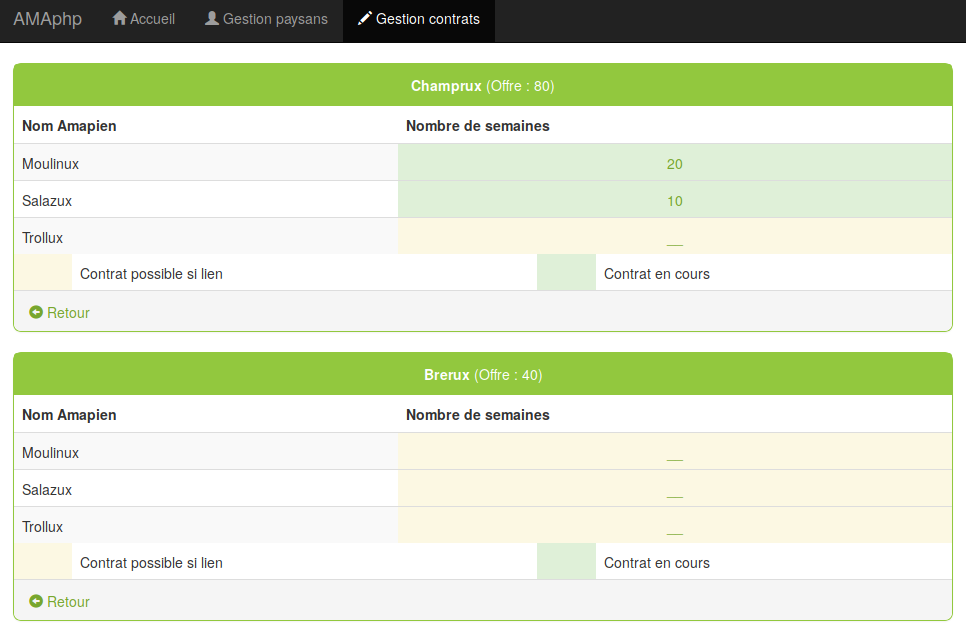 AMAphp Accueil Gestion paysans Gestion contrats
Champrux (Offre : 80)
Nom Amapien Nombre de semaines
Moulinux 20
Salazux 10
Trollux __
Contrat possible si lien Contrat en cours
Retour
Brerux (Offre : 40)
Nom Amapien Nombre de semaines
Moulinux __
Salazux __
Trollux __
Contrat possible si lien Contrat en cours
Retour